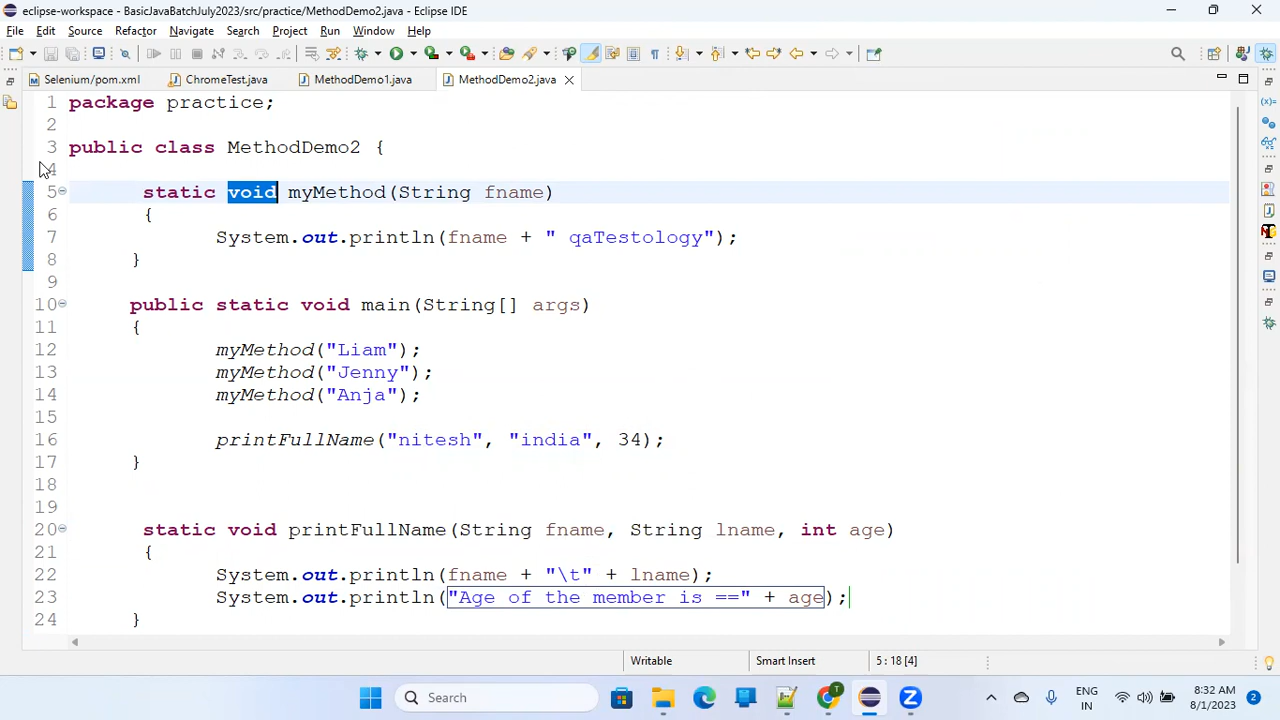 eclipse-workspace - BasicJavaBatchJuly2023/src/practice/MethodDemo2.java - Eclipse IDE
File Edit Source Refactor Navigate Search Project Run Window Help
Selenium/pom.xml ChromeTest.java MethodDemo1.java MethodDemo2.java
1 package practice;
2
3 public class MethodDemo2 {
4
5 static void myMethod(String fname)
6 {
7 System.out.println(fname + " qaTestology");
8 }
9
10 public static void main(String[] args)
11 {
12 myMethod("Liam");
13 myMethod("Jenny");
14 myMethod("Anja");
15
16 printFullName("nitesh", "india", 34);
17 }
18
19
20 static void printFullName(String fname, String lname, int age)
21 {
22 System.out.println(fname + "\t" + lname);
23 System.out.println("Age of the member is ==" + age);
24 }
Writable Smart Insert 5 : 18 [4]
Search ENG IN 8:32 AM 8/1/2023 2